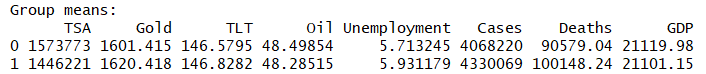 Group means:
TSA Gold TLT Oil Unemployment Cases Deaths GDP
0 1573773 1601.415 146.5795 48.49854 5.713245 4068220 90579.04 21119.98
1 1446221 1620.418 146.8282 48.28515 5.931179 4330069 100148.24 21101.15